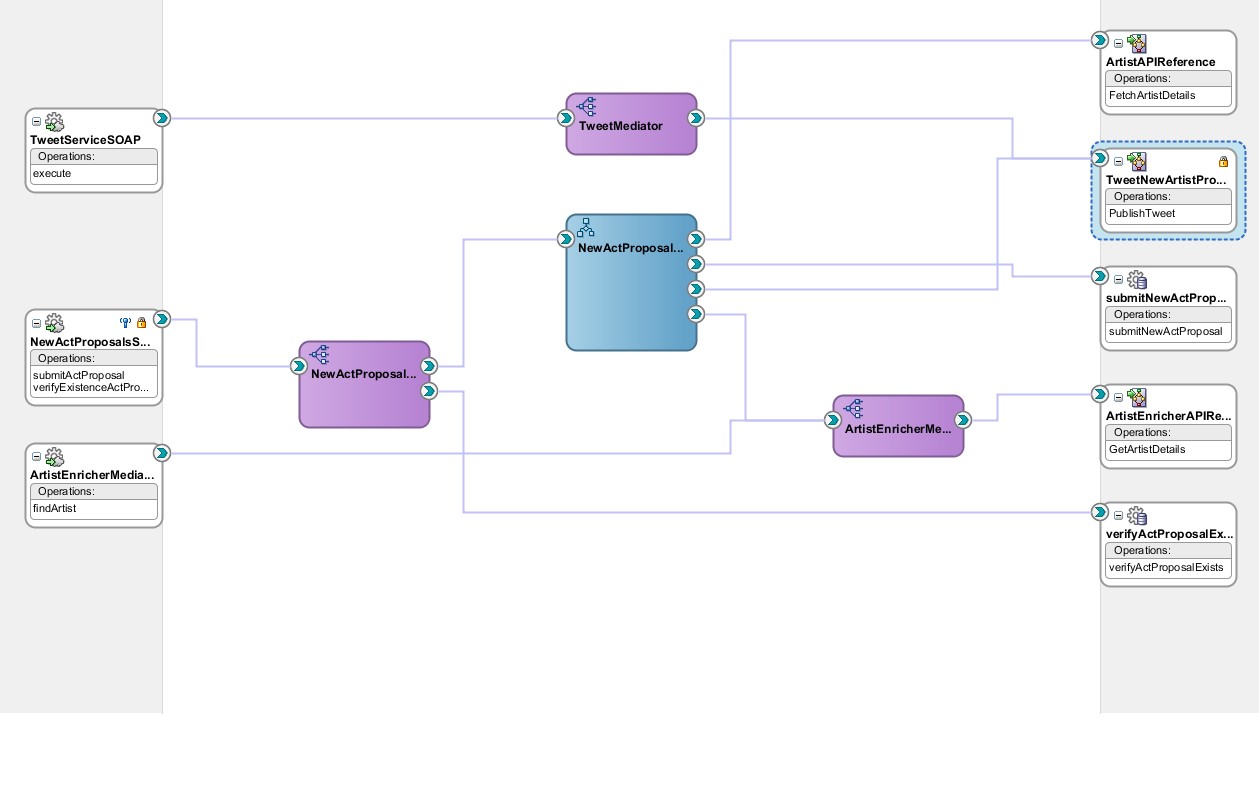 TweetServiceSOAP
Operations:
execute
NewActProposalsS...
Operations:
submitActProposal
verifyExistenceActPro...
ArtistEnricherMedia...
Operations:
findArtist
TweetMediator
NewActProposal...
NewActProposal...
ArtistEnricherMe...
ArtistAPIReference
Operations:
FetchArtistDetails
TweetNewArtistPro...
Operations:
PublishTweet
submitNewActProp...
Operations:
submitNewActProposal
ArtistEnricherAPIRe...
Operations:
GetArtistDetails
verifyActProposalEx...
Operations:
verifyActProposalExists